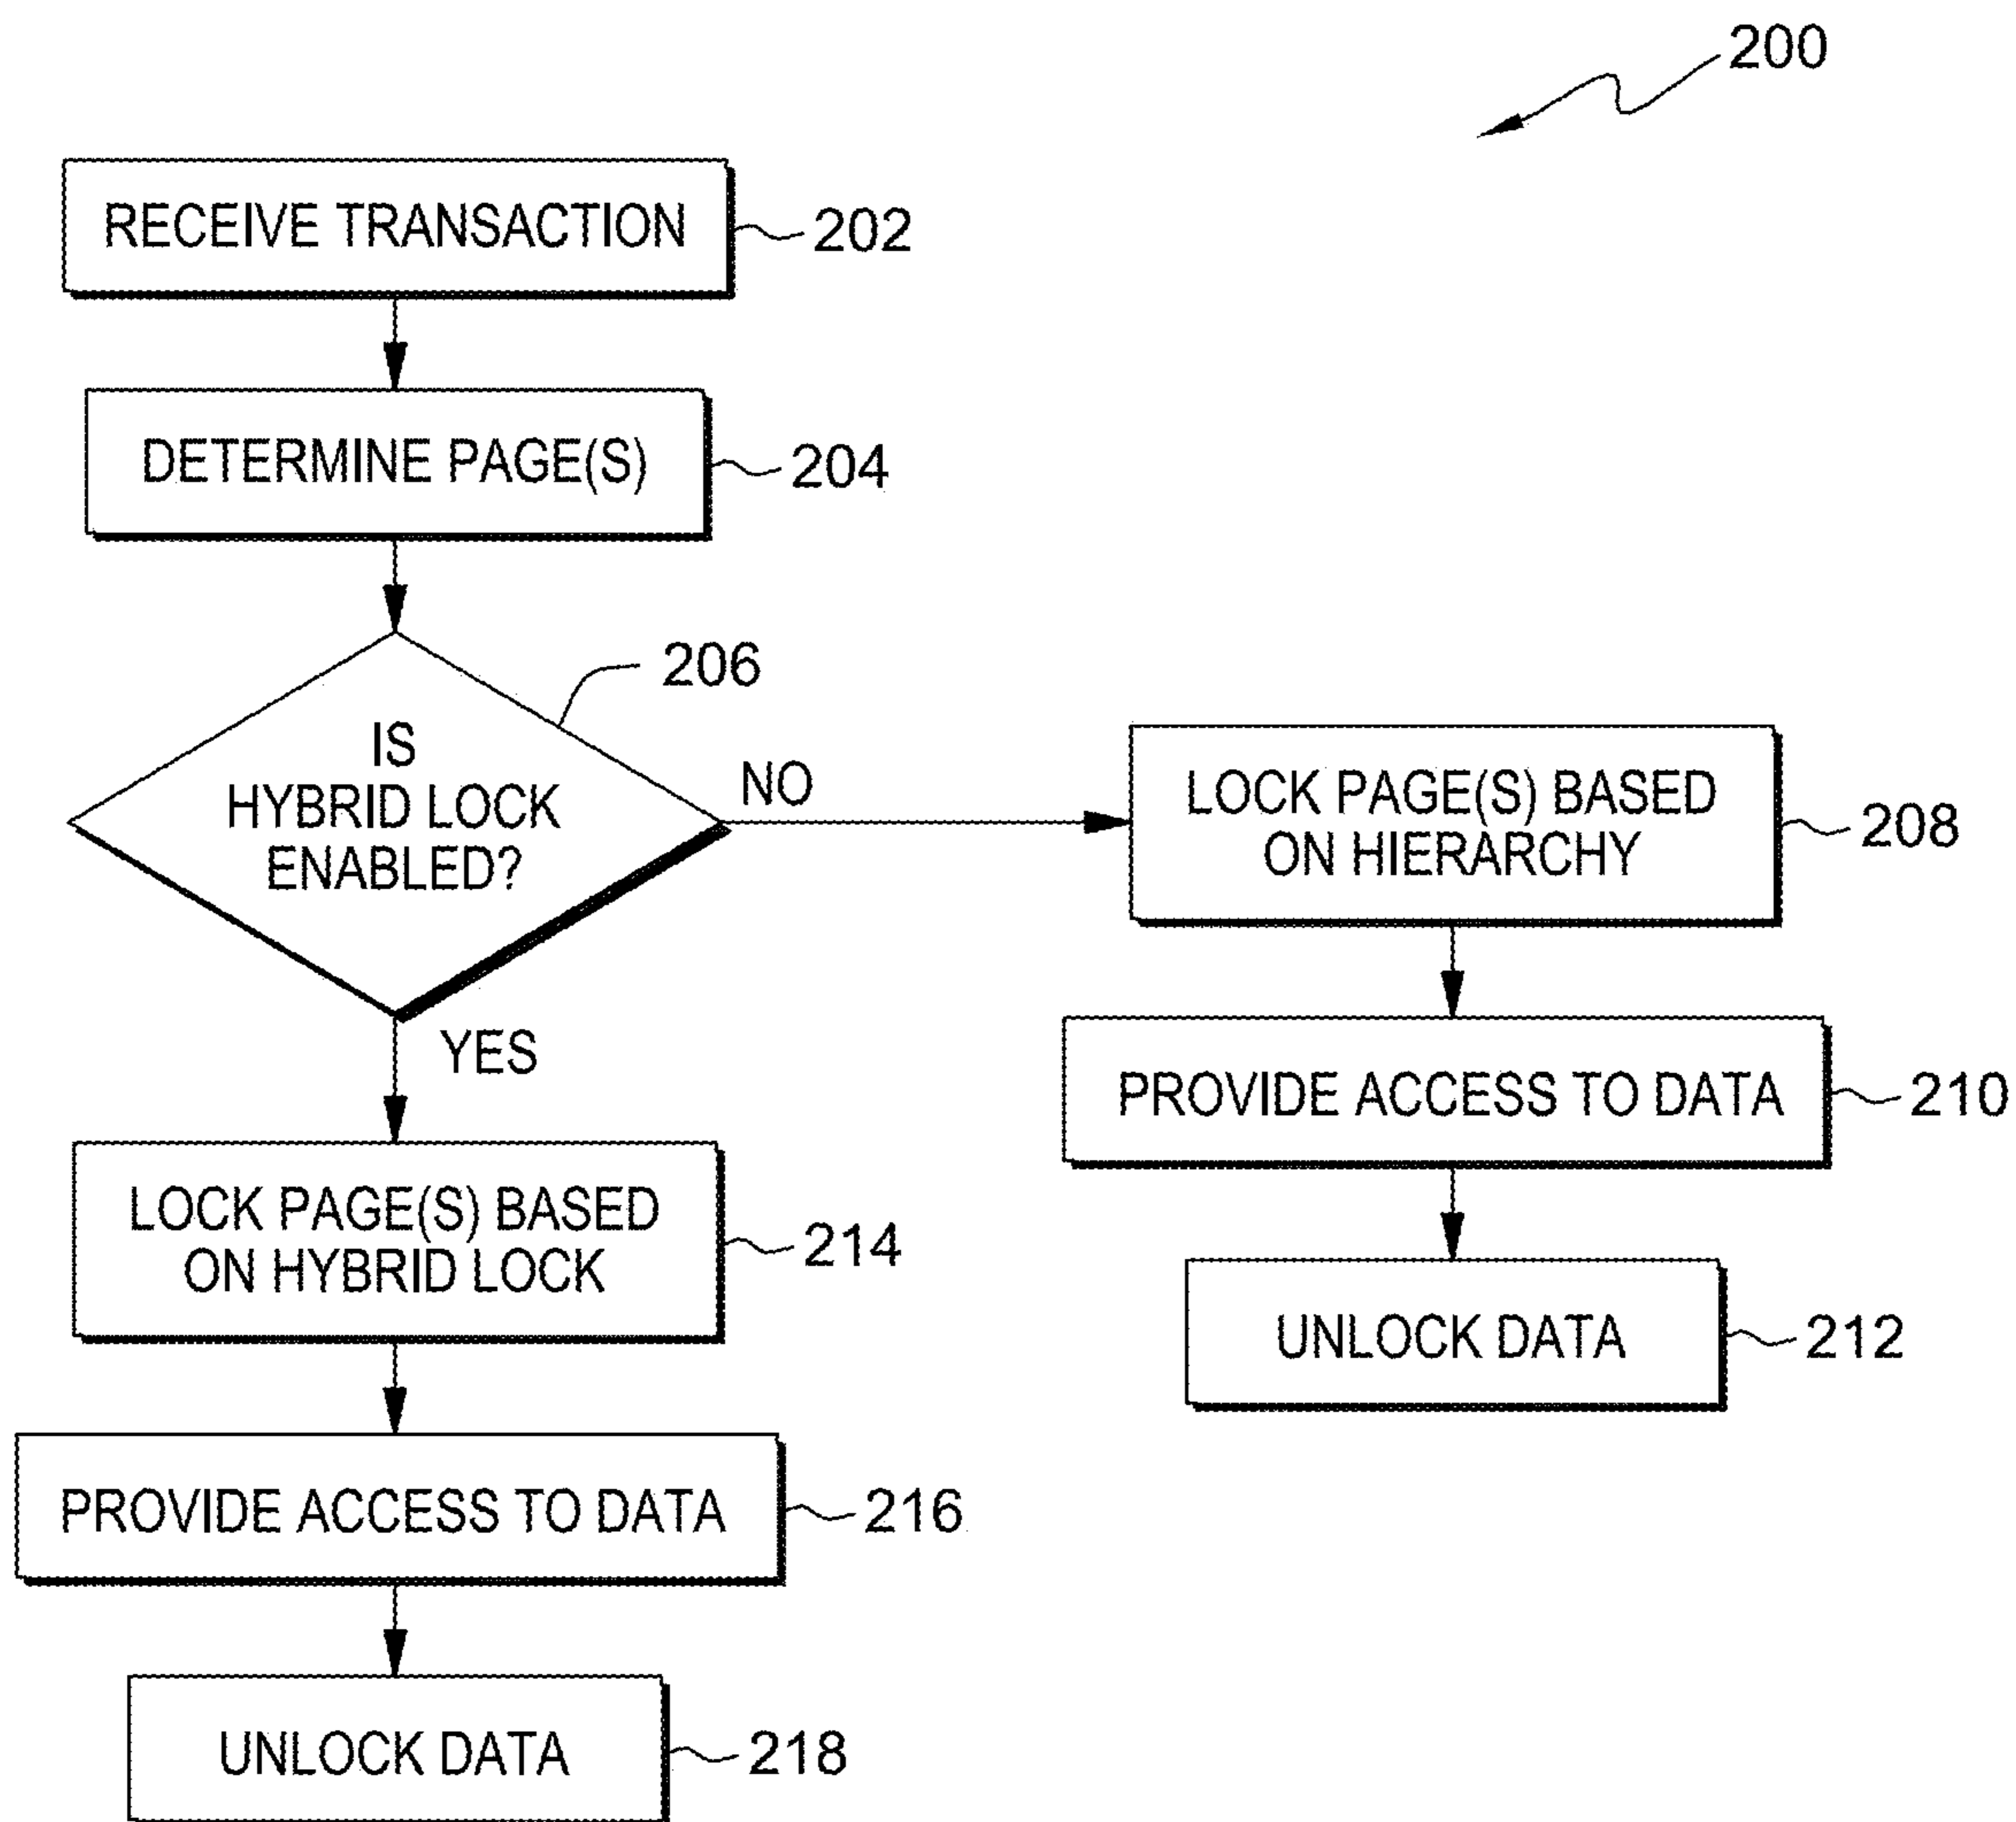 200
RECEIVE TRANSACTION
202
DETERMINE PAGE(S)
204
206
IS
HYBRID LOCK
ENABLED?
NO
LOCK PAGE(S) BASED
ON HIERARCHY
208
YES
PROVIDE ACCESS TO DATA
210
LOCK PAGE(S) BASED
ON HYBRID LOCK
214
UNLOCK DATA
212
PROVIDE ACCESS TO DATA
216
UNLOCK DATA
218